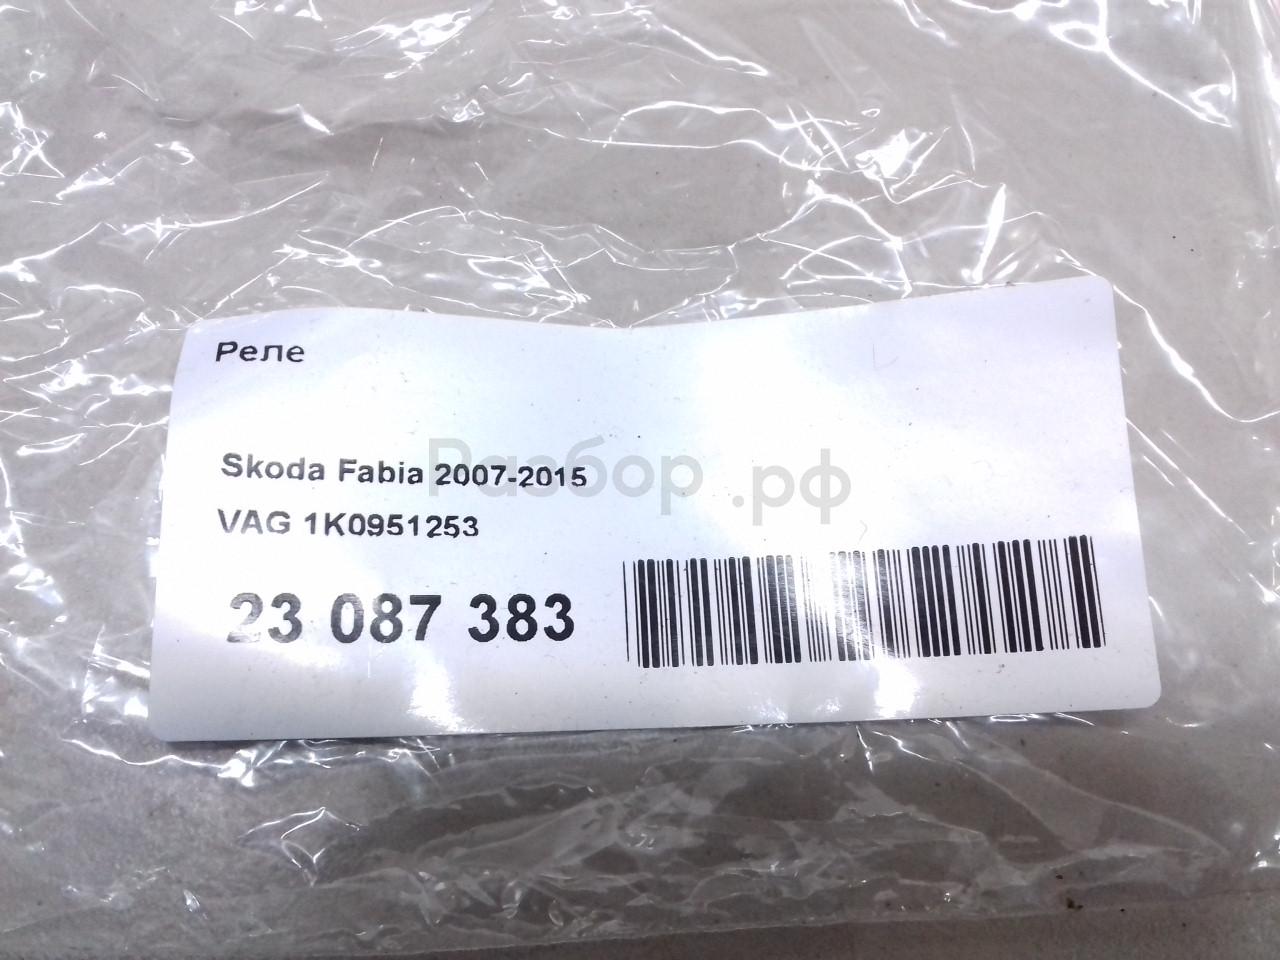 Реле
Skoda Fabia 2007-2015
Разбор.рф
VAG 1K0951253
23 087 383